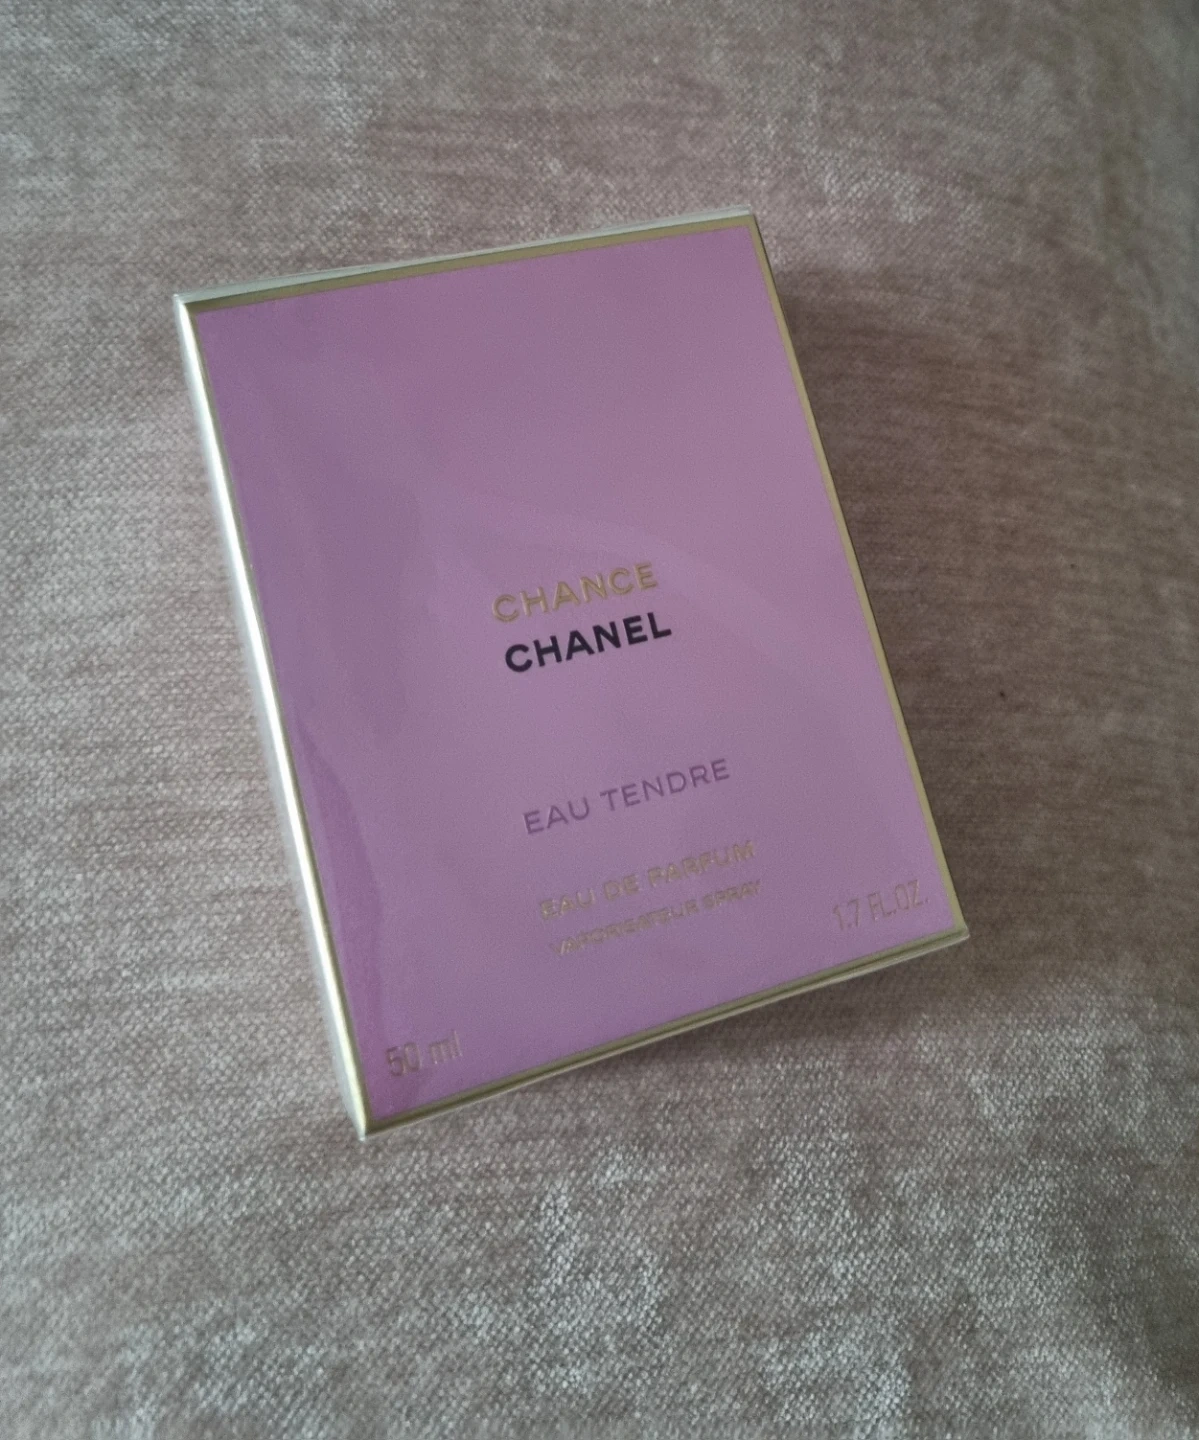 CHANCE
CHANEL
EAU TENDRE
EAU DE PARFUM
VAPORISATEUR SPRAY
1.7 FL.OZ.
50 ml